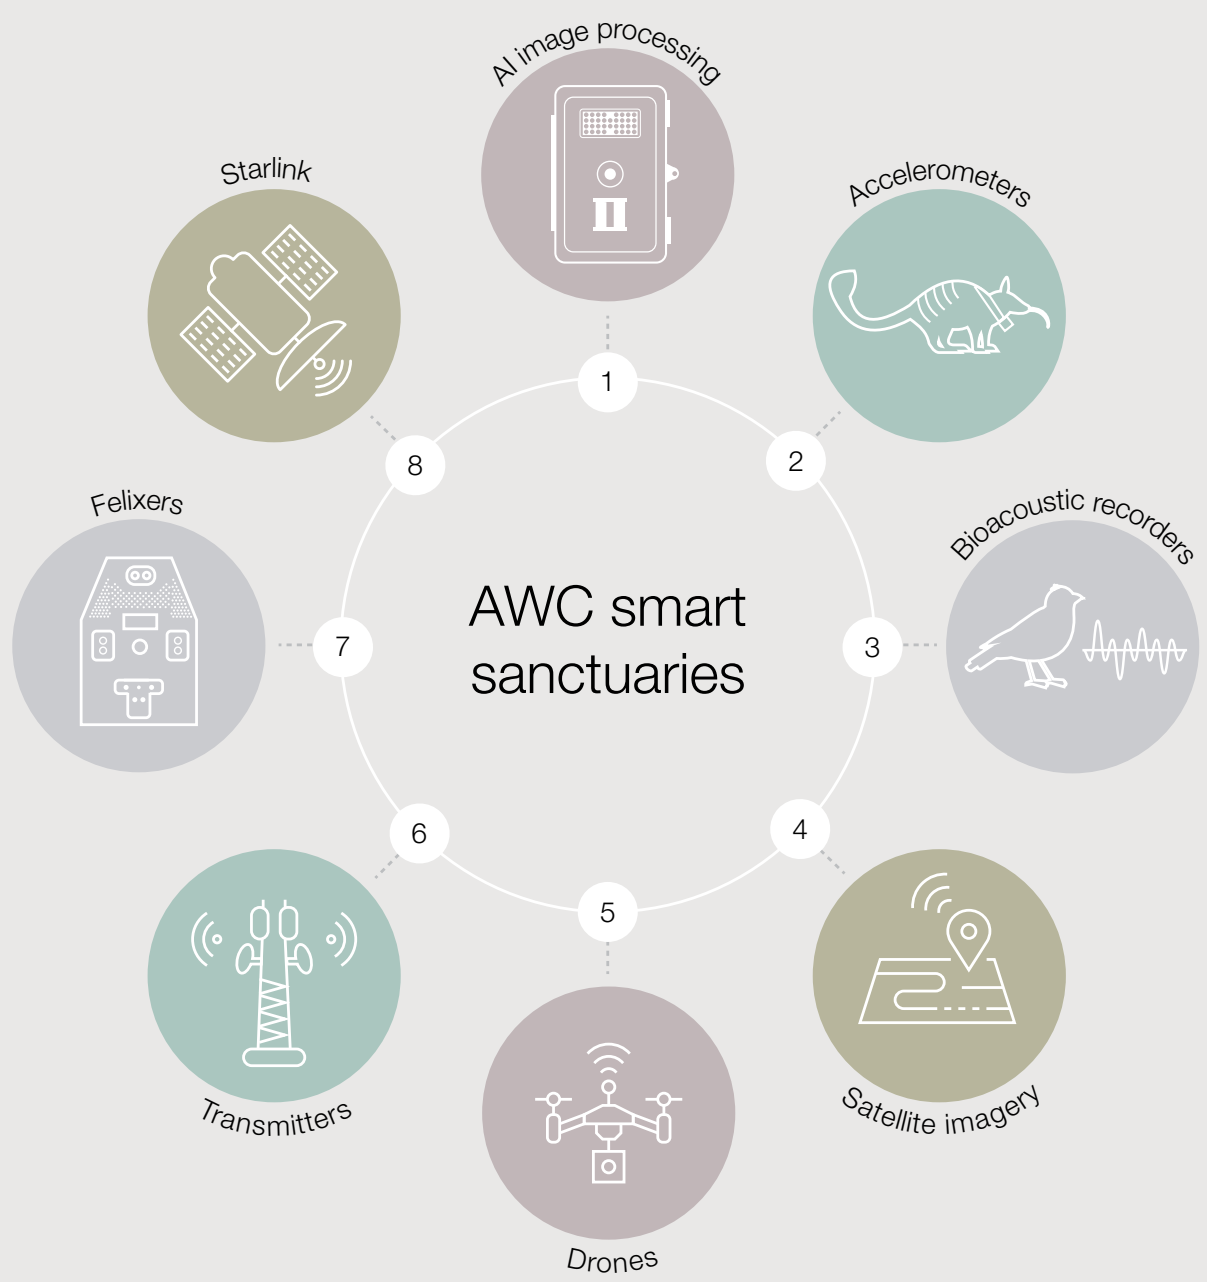 AI image processing
Starlink
Accelerometers
1
8
2
Felixers
Bioacoustic recorders
AWC smart
sanctuaries
7
3
6
4
5
Transmitters
Satellite imagery
Drones